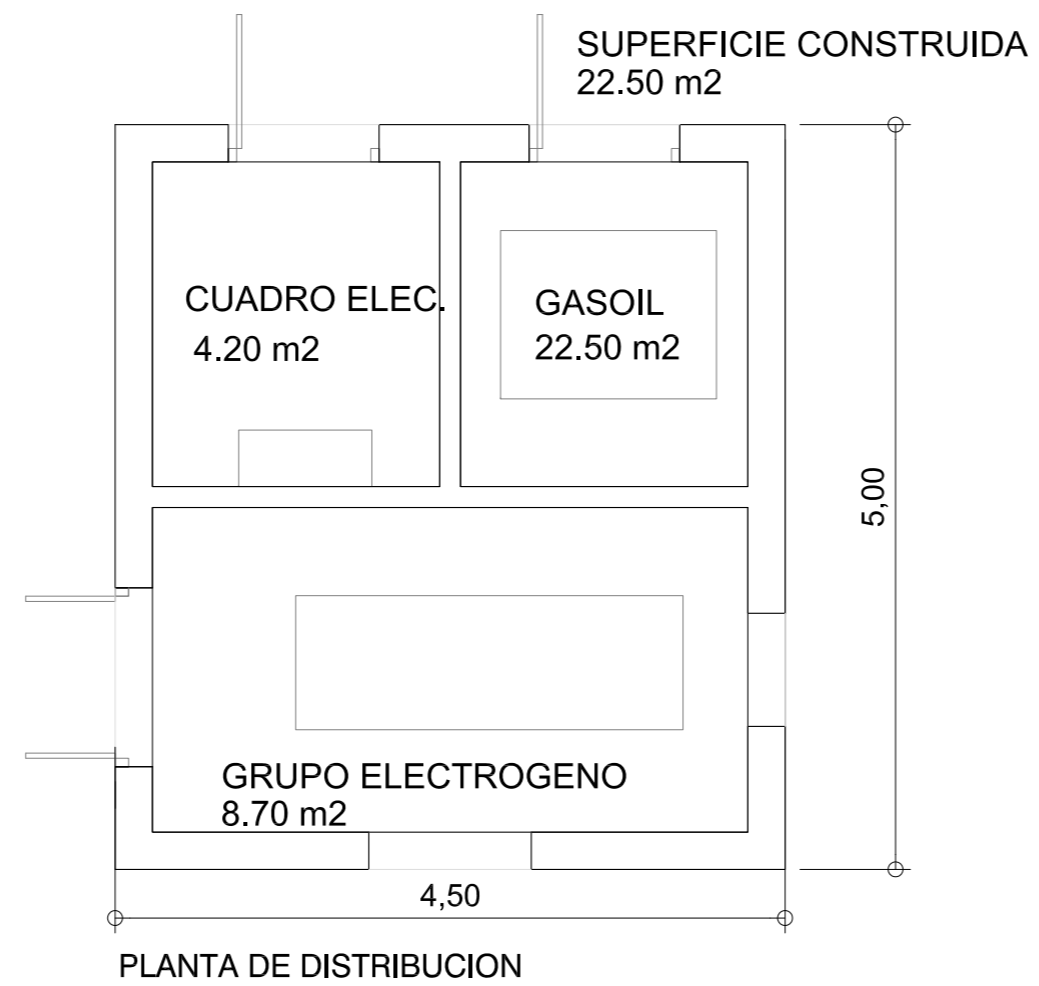 SUPERFICIE CONSTRUIDA
22.50 m2
CUADRO ELEC.
4.20 m2
GASOIL
22.50 m2
5,00
GRUPO ELECTROGENO
8.70 m2
4,50
PLANTA DE DISTRIBUCION